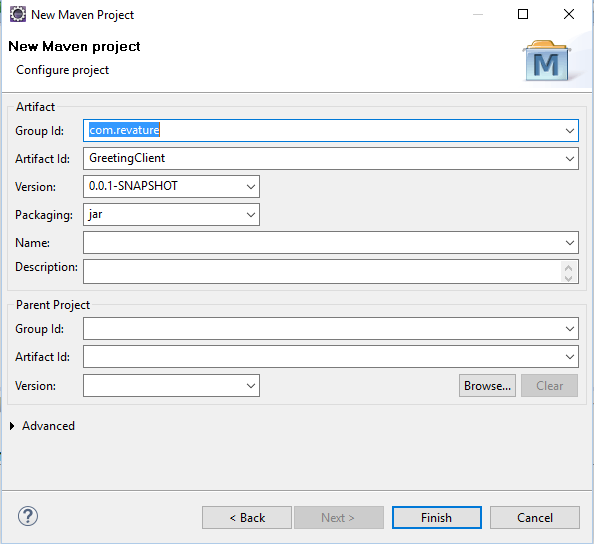 New Maven Project
New Maven project
Configure project
M
Artifact
Group Id: com.revature
Artifact Id: GreetingClient
Version: 0.0.1-SNAPSHOT
Packaging: jar
Name:
Description:
Parent Project
Group Id:
Artifact Id:
Version: Browse... Clear
Advanced
? < Back Next > Finish Cancel